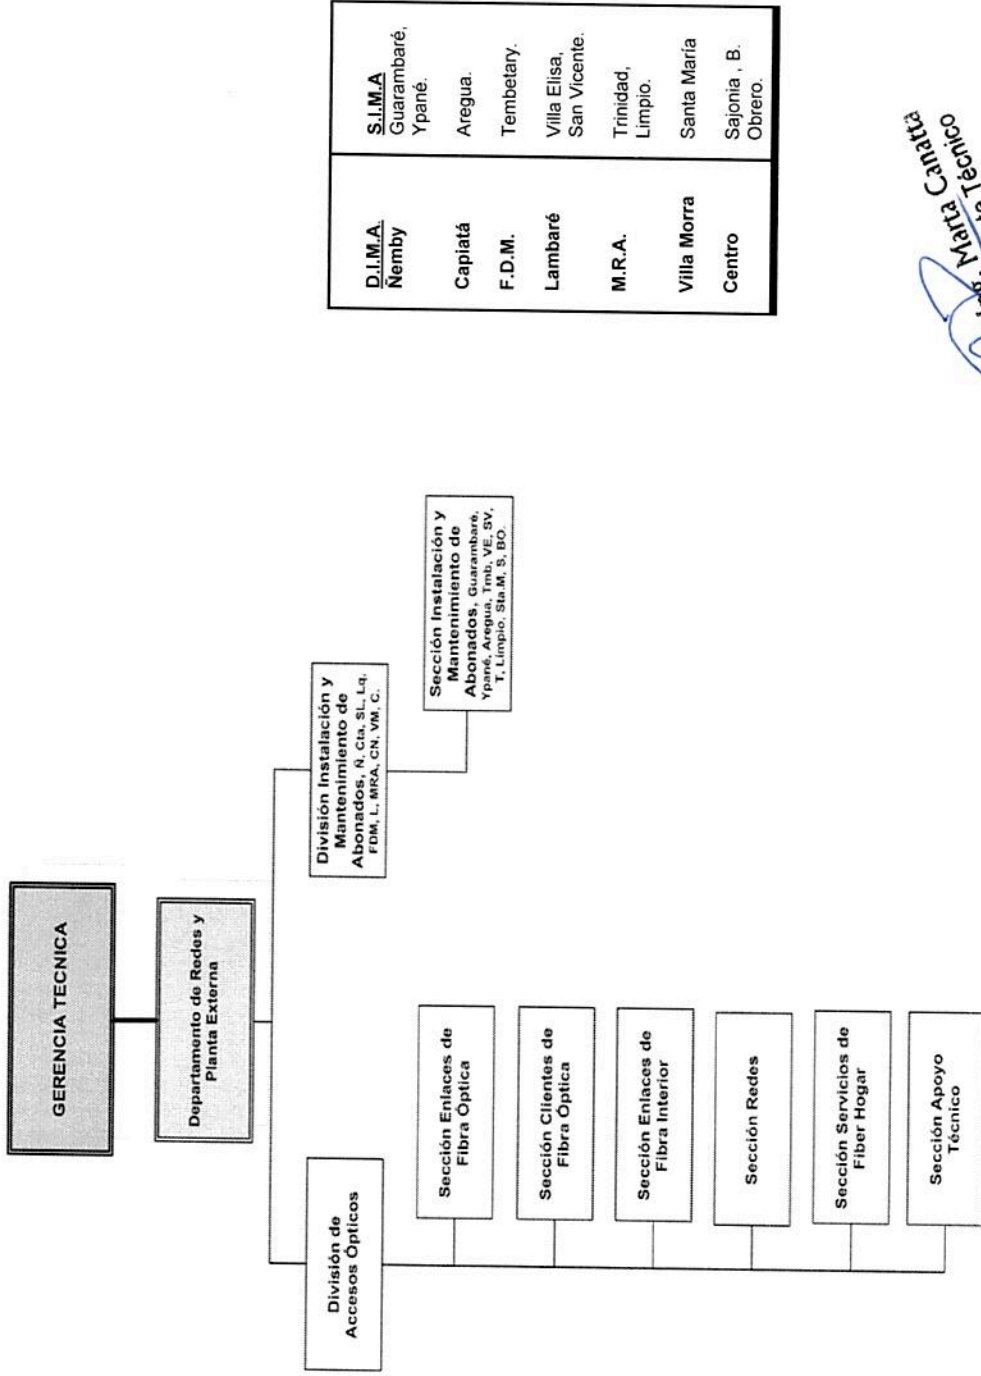 GERENCIA TECNICA
Departamento de Redes y
Planta Externa
División de
Accesos Ópticos
Sección Enlaces de
Fibra Óptica
Sección Clientes de
Fibra Óptica
Sección Enlaces de
Fibra Interior
Sección Redes
Sección Servicios de
Fiber Hogar
Sección Apoyo
Técnico
División Instalación y
Mantenimiento de
Abonados, Ñ. Cta, SL, Lq.
FDM, L, MRA, CN, VM, C.
Sección Instalación y
Mantenimiento de
Abonados, Guarambaré,
Ypané, Aregua, Tmb, VE, SV,
T, Limpio, Sta.M, S, BO.
D.I.M.A. S.I.M.A
Ñemby Guarambaré,
Ypané.
Capiatá Aregua.
F.D.M. Tembetary.
Lambaré Villa Elisa,
San Vicente.
M.R.A. Trinidad,
Limpio.
Villa Morra Santa María
Centro Sajonia , B.
Obrero.
Marta Canatta
Técnico